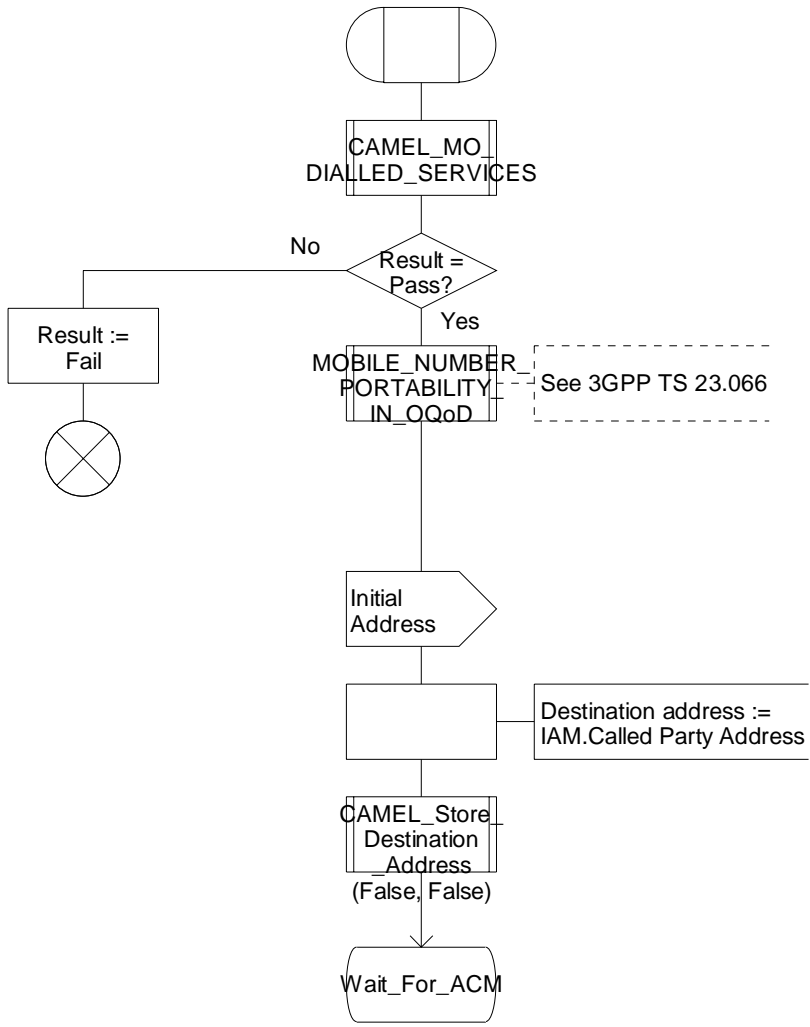 CAMEL_MO_
DIALLED_SERVICES
No
Result =
Pass?
Yes
Result :=
Fail
MOBILE_NUMBER_
PORTABILITY_
IN_OQoD
See 3GPP TS 23.066
Initial
Address
Destination address :=
IAM.Called Party Address
CAMEL_Store_
Destination
_Address
(False, False)
Wait_For_ACM